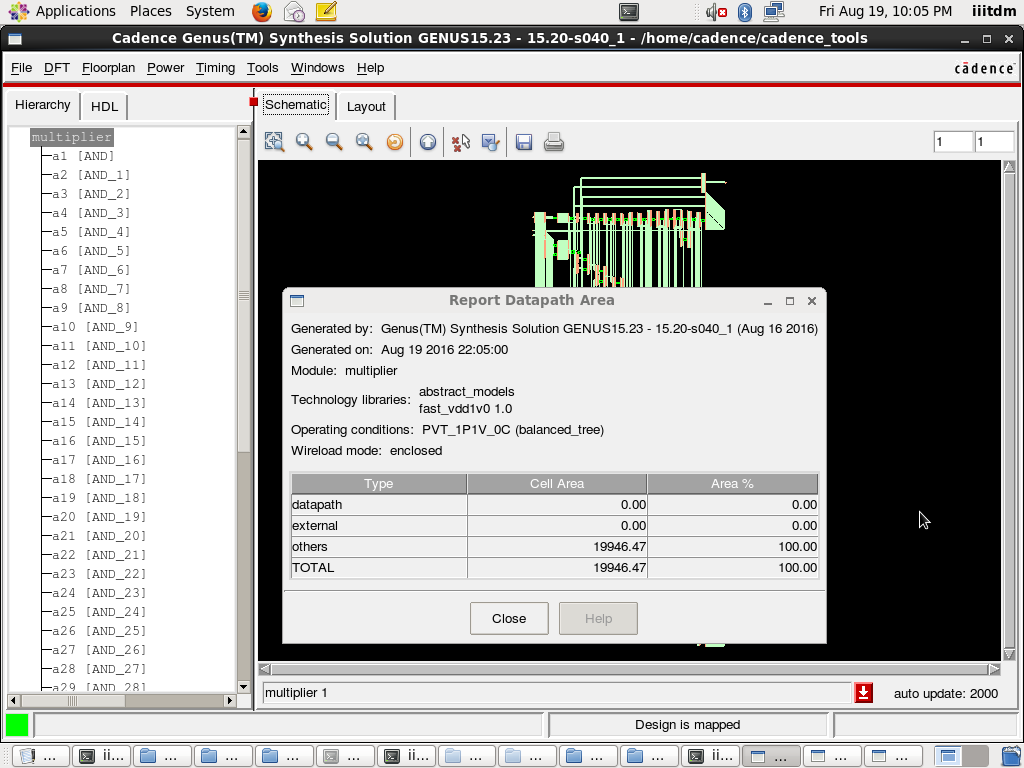 Applications Places System Fri Aug 19, 10:05 PM iiitdm
Cadence Genus(TM) Synthesis Solution GENUS15.23 - 15.20-s040_1 - /home/cadence/cadence_tools
File DFT Floorplan Power Timing Tools Windows Help cādence
Hierarchy HDL Schematic Layout
1 1
multiplier
a1 [AND]
a2 [AND_1]
a3 [AND_2]
a4 [AND_3]
a5 [AND_4]
a6 [AND_5]
a7 [AND_6]
a8 [AND_7]
a9 [AND_8]
a10 [AND_9]
a11 [AND_10]
a12 [AND_11]
a13 [AND_12]
a14 [AND_13]
a15 [AND_14]
a16 [AND_15]
a17 [AND_16]
a18 [AND_17]
a19 [AND_18]
a20 [AND_19]
a21 [AND_20]
a22 [AND_21]
a23 [AND_22]
a24 [AND_23]
a25 [AND_24]
a26 [AND_25]
a27 [AND_26]
a28 [AND_27]
a29 [AND_28]
Report Datapath Area
Generated by: Genus(TM) Synthesis Solution GENUS15.23 - 15.20-s040_1 (Aug 16 2016)
Generated on: Aug 19 2016 22:05:00
Module: multiplier
Technology libraries: abstract_models
fast_vdd1v0 1.0
Operating conditions: PVT_1P1V_0C (balanced_tree)
Wireload mode: enclosed
Type Cell Area Area %
datapath 0.00 0.00
external 0.00 0.00
others 19946.47 100.00
TOTAL 19946.47 100.00
Close Help
multiplier 1 auto update: 2000
Design is mapped
... ii... ... ... ... ... ii... ... ... ... ... ii... ... ... ...